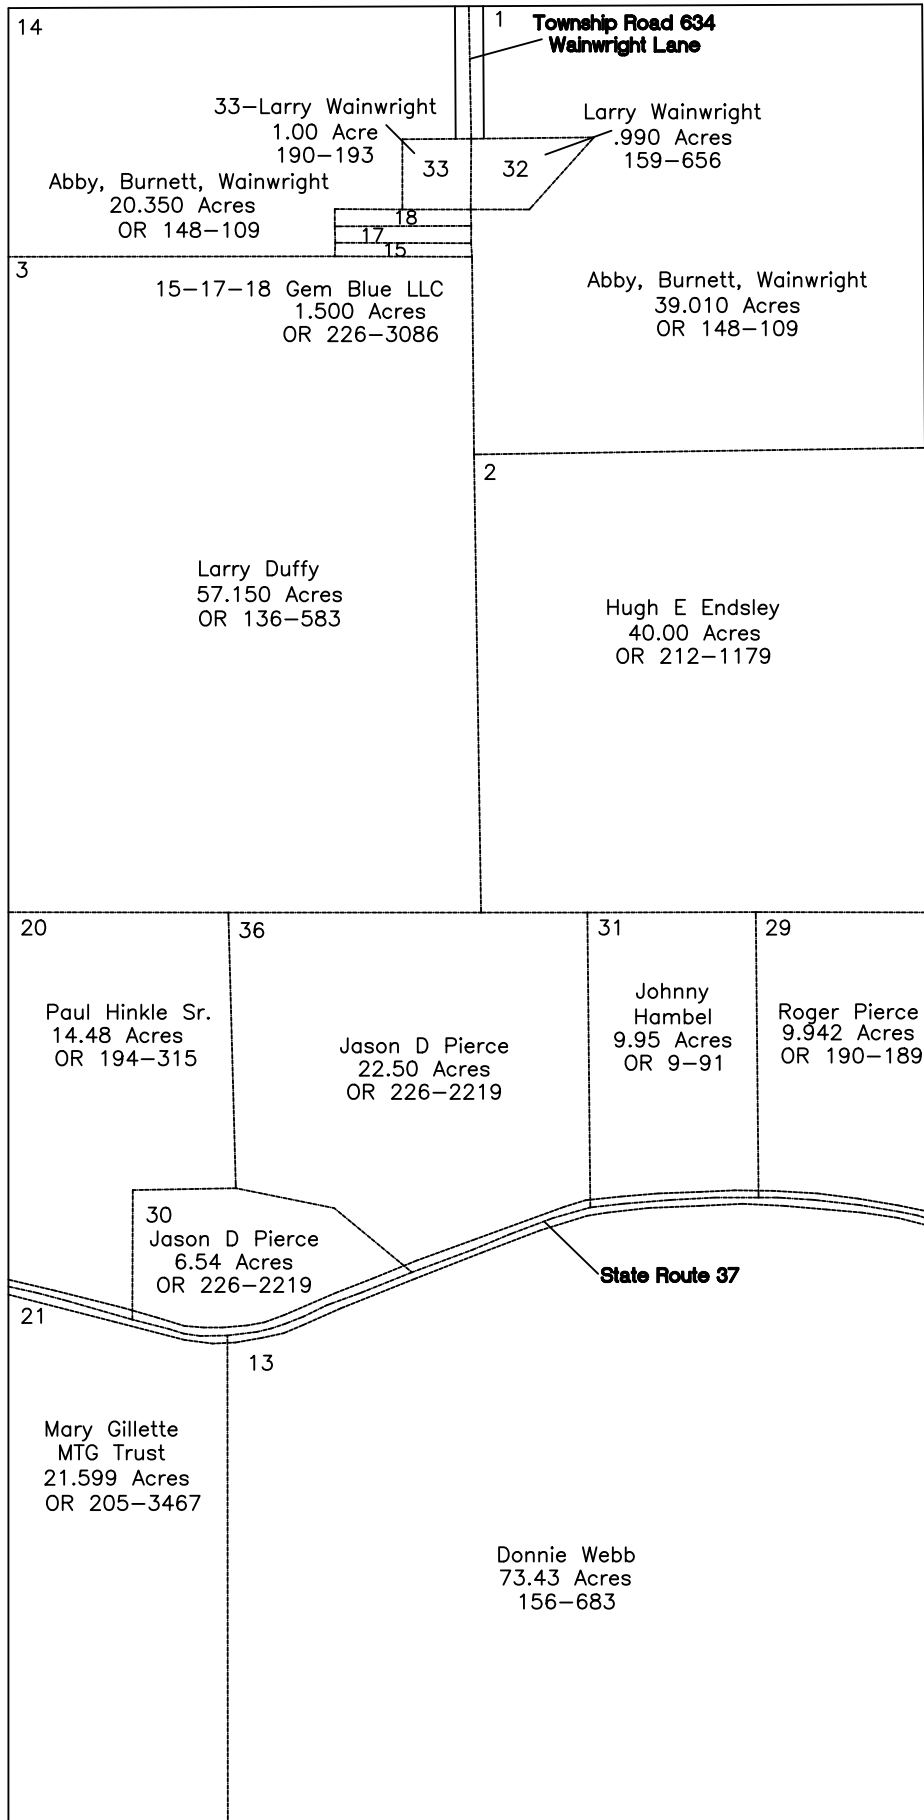 14
1
Township Road 634
Wainwright Lane
33-Larry Wainwright
1.00 Acre
190-193
Larry Wainwright
.990 Acres
159-656
33
32
Abby, Burnett, Wainwright
20.350 Acres
OR 148-109
18
17
15
3
15-17-18 Gem Blue LLC
1.500 Acres
OR 226-3086
Abby, Burnett, Wainwright
39.010 Acres
OR 148-109
2
Larry Duffy
57.150 Acres
OR 136-583
Hugh E Endsley
40.00 Acres
OR 212-1179
20
36
31
29
Paul Hinkle Sr.
14.48 Acres
OR 194-315
Jason D Pierce
22.50 Acres
OR 226-2219
Johnny
Hambel
9.95 Acres
OR 9-91
Roger Pierce
9.942 Acres
OR 190-189
30
Jason D Pierce
6.54 Acres
OR 226-2219
State Route 37
21
13
Mary Gillette
MTG Trust
21.599 Acres
OR 205-3467
Donnie Webb
73.43 Acres
156-683